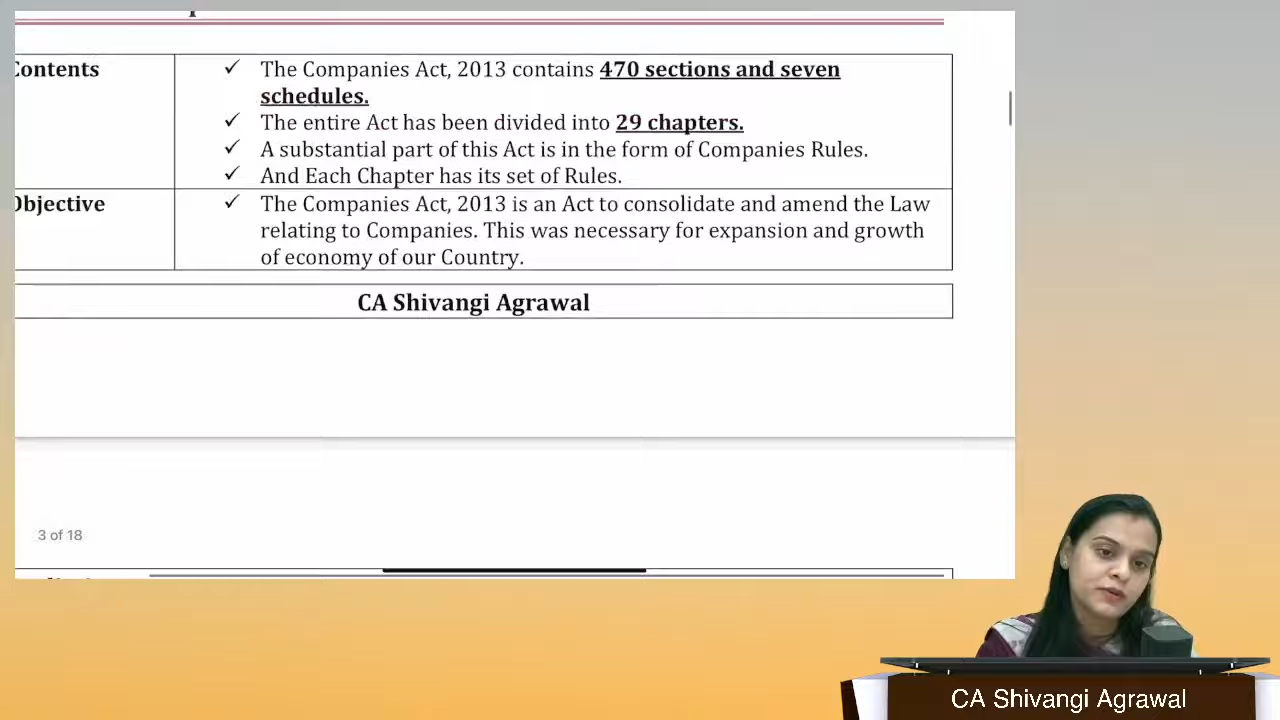 Contents
✓ The Companies Act, 2013 contains 470 sections and seven
schedules.
✓ The entire Act has been divided into 29 chapters.
✓ A substantial part of this Act is in the form of Companies Rules.
✓ And Each Chapter has its set of Rules.
Objective
✓ The Companies Act, 2013 is an Act to consolidate and amend the Law
relating to Companies. This was necessary for expansion and growth
of economy of our Country.
CA Shivangi Agrawal
3 of 18
CA Shivangi Agrawal